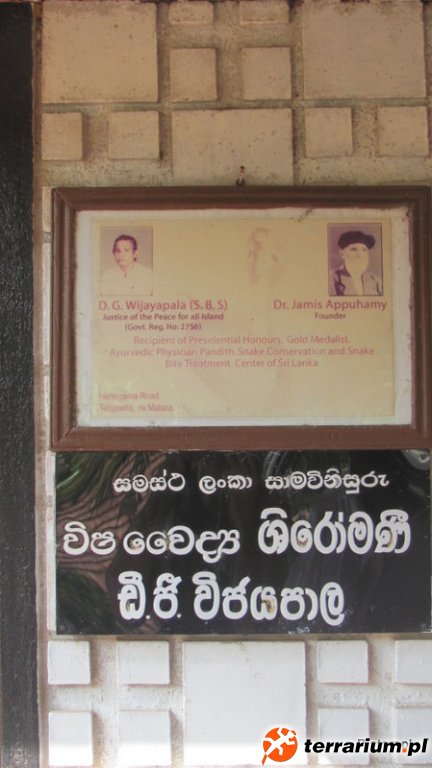 D. G. Wijayapala (S. B. S)
Justice of the Peace for all Island
(Govt. Reg. No: 2756)
Dr. Jamis Appuhamy
Founder
Recipient of Presidential Honours, Gold Medalist.
Ayurvedic Physician Pandith, Snake Conservation and Snake
Bite Treatment Center of Sri Lanka
Road,
Matara.
සමස්ථ ලංකා සාමවිනිසුරු
විෂ වෛද්‍ය ශිරෝමණී
ඩී.ජී. විජයපාල
terrarium.pl